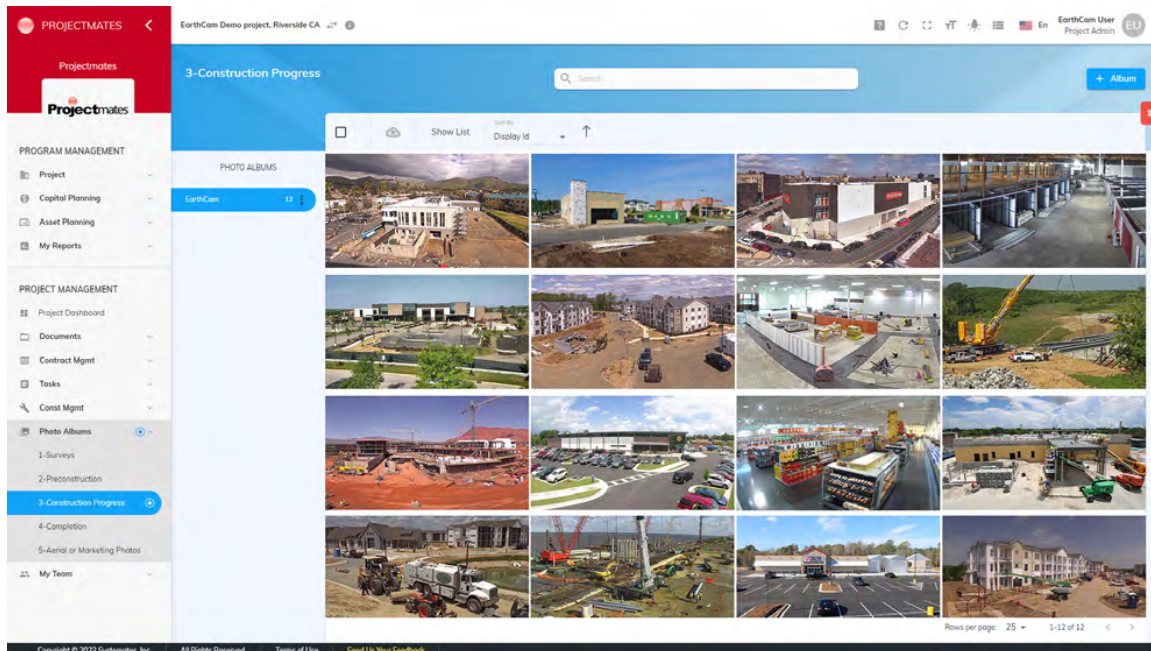 PROJECTMATES
EarthCam Demo project, Riverside CA
En
EarthCam User
Project Admin
EU
Projectmates
Projectmates
3-Construction Progress
Search
+ Album
Show List
Sort By
Display Id
PROGRAM MANAGEMENT
Project
Capital Planning
Asset Planning
My Reports
PHOTO ALBUMS
EarthCam 12
PROJECT MANAGEMENT
Project Dashboard
Documents
Contract Mgmt
Tasks
Const Mgmt
Photo Albums
1-Surveys
2-Preconstruction
3-Construction Progress
4-Completion
5-Aerial or Marketing Photos
My Team
Rows per page: 25 1-12 of 12
Copyright © 2022 Systemates, Inc. All Rights Reserved Terms of Use Send Us Your Feedback